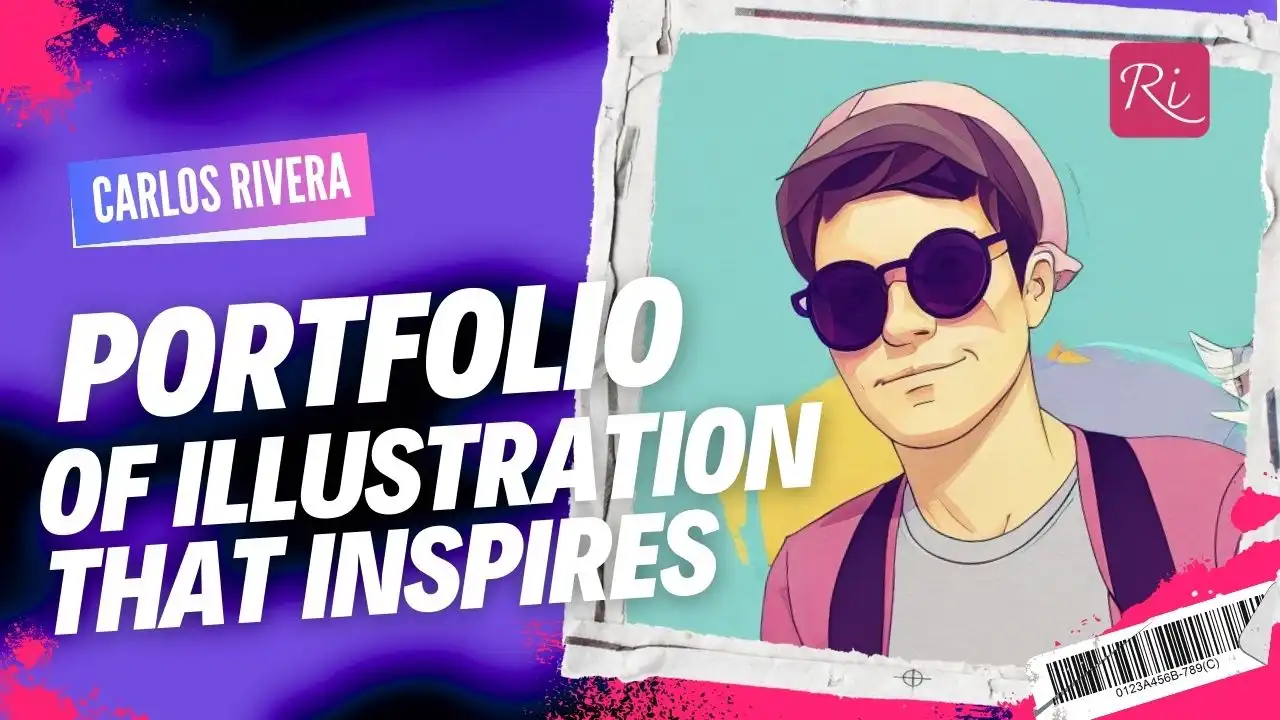 CARLOS RIVERA
PORTFOLIO
OF ILLUSTRATION
THAT INSPIRES
Ri
0123A456B-789(C)